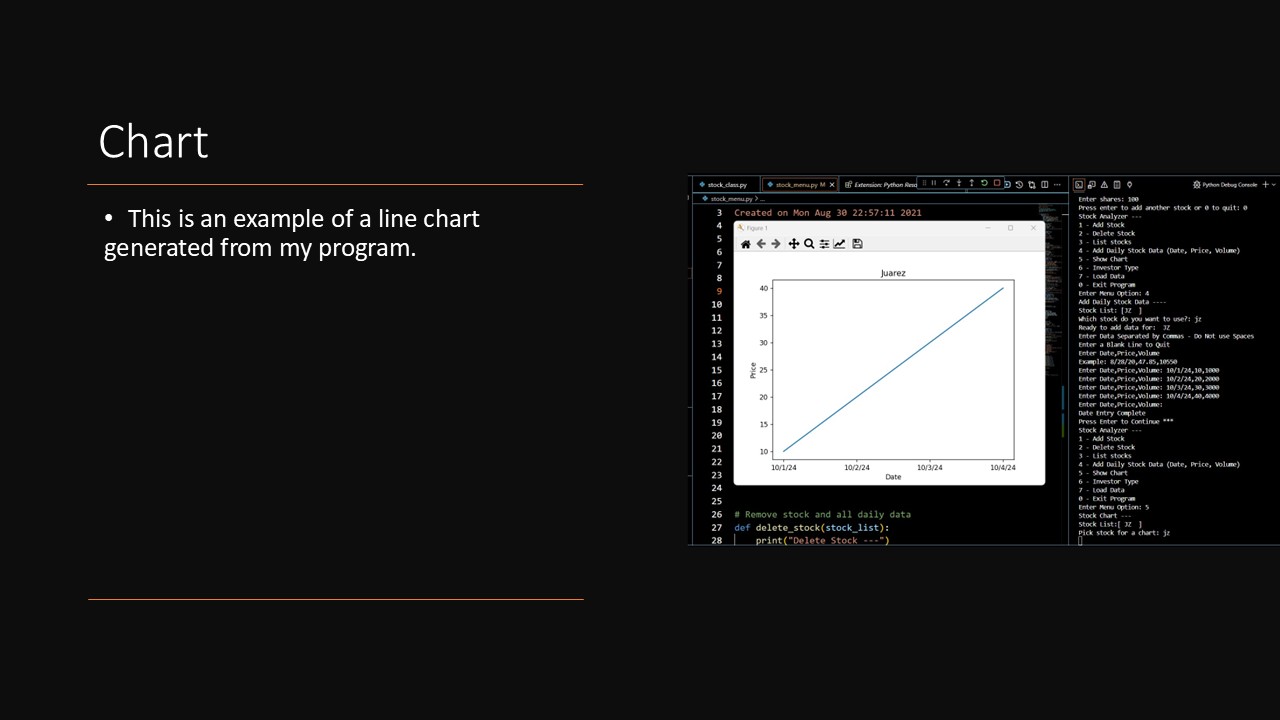 Chart
• This is an example of a line chart
generated from my program.
stock_class.py
stock_menu.py M
Extension: Python Reso
stock_menu.py > ...
3 Created on Mon Aug 30 22:57:11 2021
4
5
6
7
8
9
10
11
12
13
14
15
16
17
18
19
20
21
22
23
24
25
26 # Remove stock and all daily data
27 def delete_stock(stock_list):
28 print("Delete Stock ---")
Figure 1
Juarez
40
35
30
25
20
15
10
Price
10/1/24 10/2/24 10/3/24 10/4/24
Date
Python Debug Console
Enter shares: 100
Press enter to add another stock or 0 to quit: 0
Stock Analyzer ---
1 - Add Stock
2 - Delete Stock
3 - List stocks
4 - Add Daily Stock Data (Date, Price, Volume)
5 - Show Chart
6 - Investor Type
7 - Load Data
0 - Exit Program
Enter Menu Option: 4
Add Daily Stock Data ----
Stock List: [JZ ]
Which stock do you want to use?: jz
Ready to add data for: JZ
Enter Data Separated by Commas - Do Not use Spaces
Enter a Blank Line to Quit
Enter Date,Price,Volume
Example: 8/28/20,47.85,10550
Enter Date,Price,Volume: 10/1/24,10,1000
Enter Date,Price,Volume: 10/2/24,20,2000
Enter Date,Price,Volume: 10/3/24,30,3000
Enter Date,Price,Volume: 10/4/24,40,4000
Enter Date,Price,Volume:
Date Entry Complete
Press Enter to Continue ***
Stock Analyzer ---
1 - Add Stock
2 - Delete Stock
3 - List stocks
4 - Add Daily Stock Data (Date, Price, Volume)
5 - Show Chart
6 - Investor Type
7 - Load Data
0 - Exit Program
Enter Menu Option: 5
Stock Chart ---
Stock List:[ JZ ]
Pick stock for a chart: jz